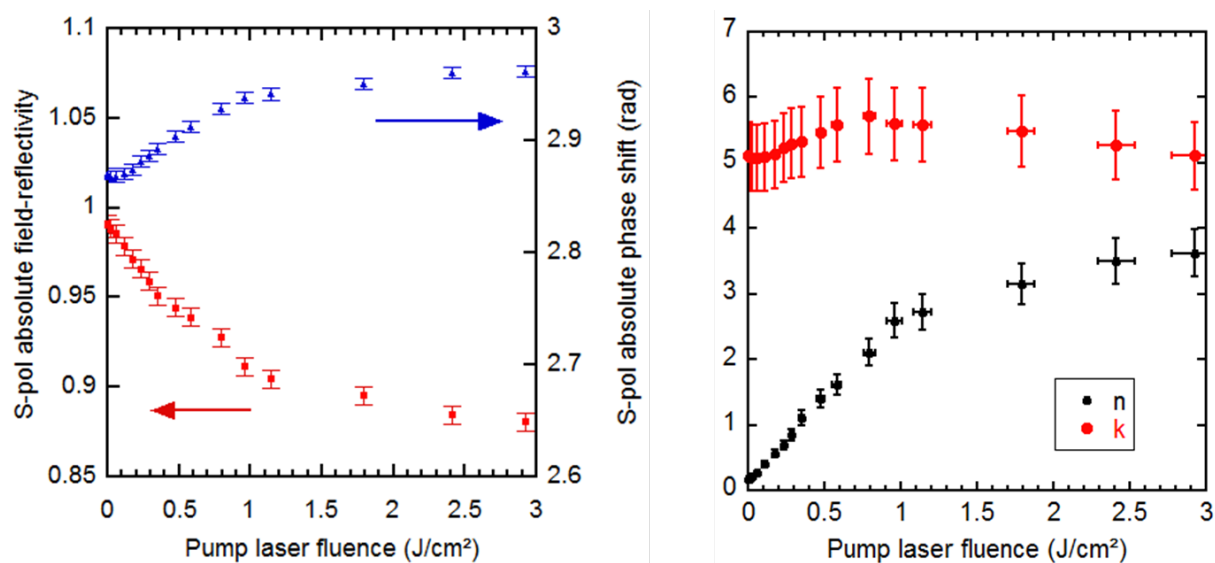 S-pol absolute field-reflectivity
1.1
1.05
1
0.95
0.9
0.85
0 0.5 1 1.5 2 2.5 3
Pump laser fluence (J/cm²)
3
2.9
2.8
2.7
2.6
S-pol absolute phase shift (rad)
7
6
5
4
3
2
1
0
0 0.5 1 1.5 2 2.5 3
Pump laser fluence (J/cm²)
n
k